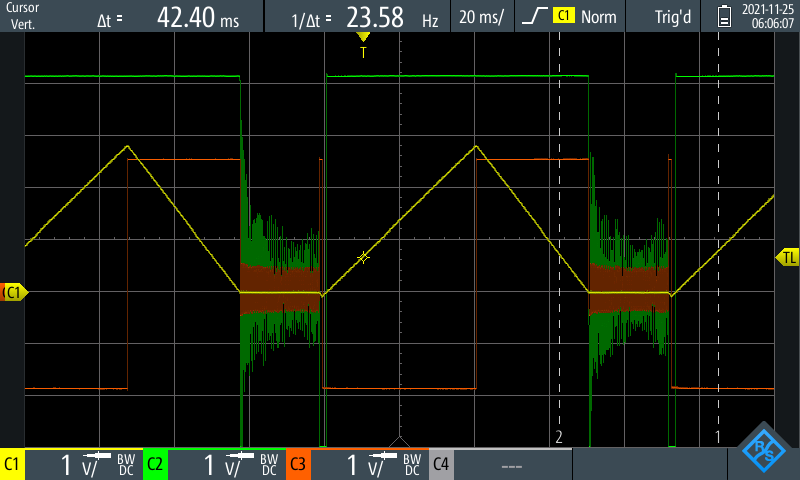 Cursor
Vert.
Δt = 42.40 ms
1/Δt = 23.58 Hz
20 ms/
C1 Norm
Trig'd
2021-11-25
06:06:07
T
TL
C1
2 1
C1 1 V/ BW DC
C2 1 V/ BW DC
C3 1 V/ BW DC
C4 ---
R/S